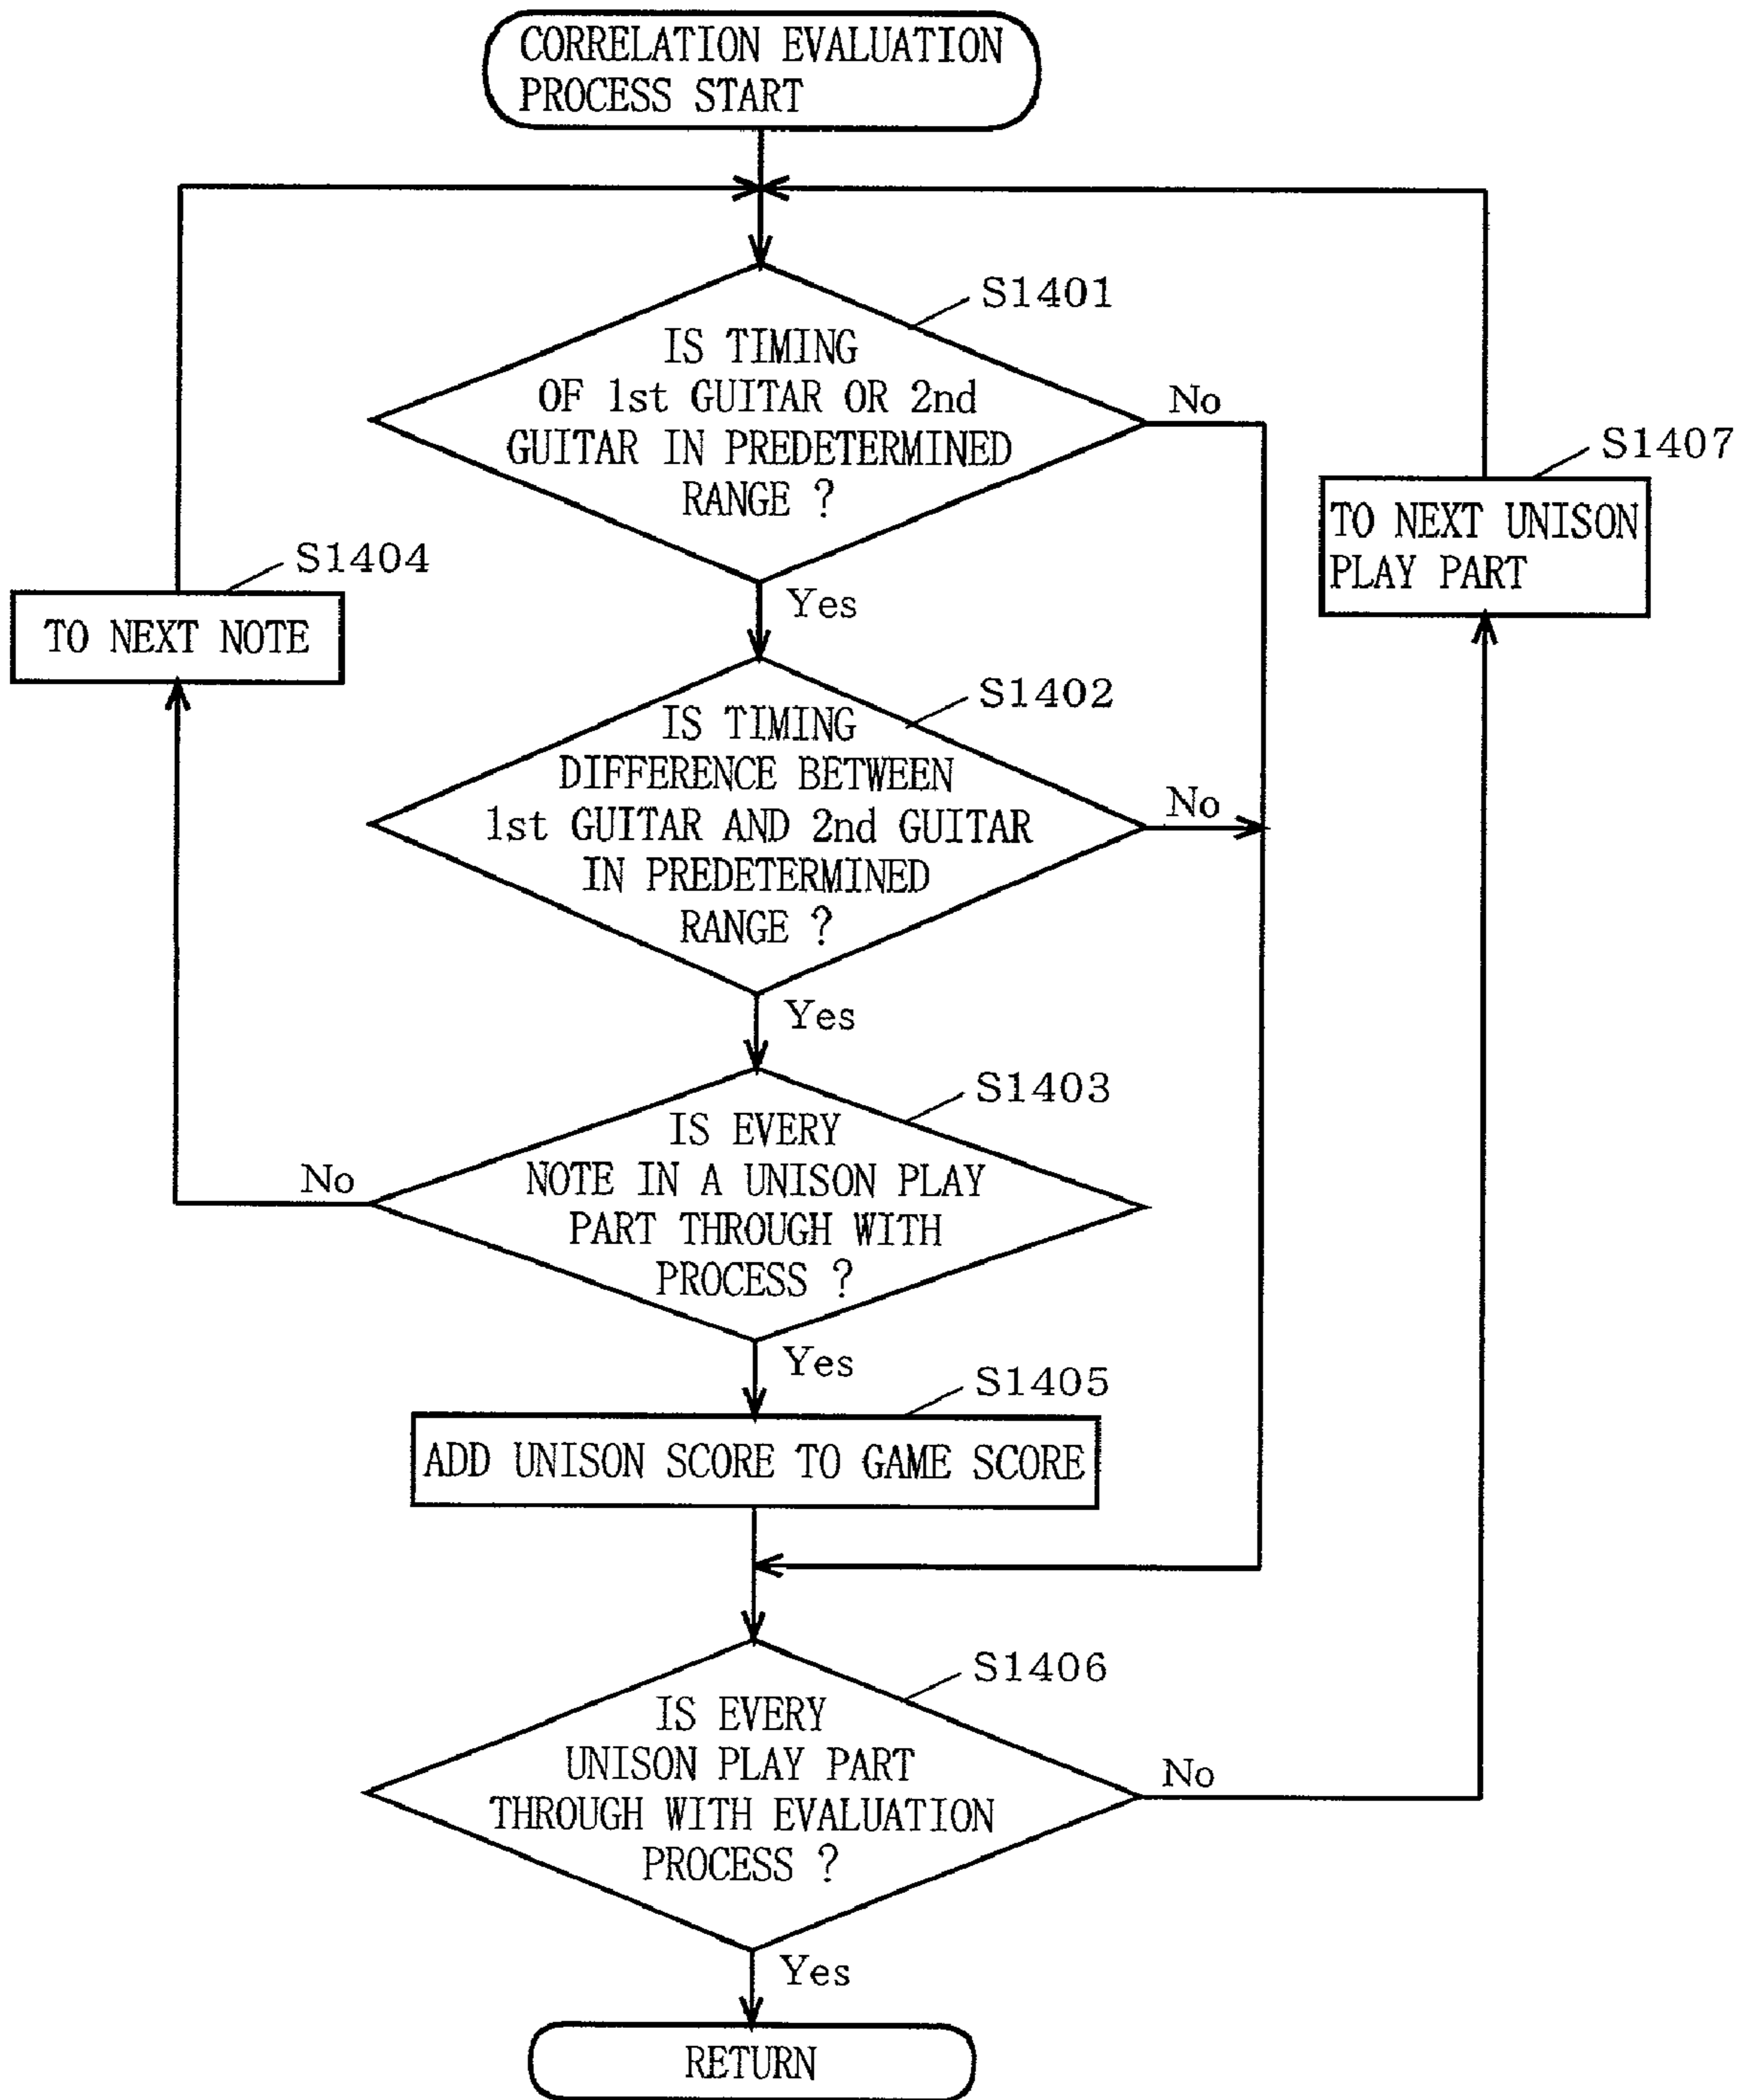 CORRELATION EVALUATION
PROCESS START
S1401
IS TIMING
OF 1st GUITAR OR 2nd
GUITAR IN PREDETERMINED
RANGE ?
No
Yes
S1407
TO NEXT UNISON
PLAY PART
S1404
TO NEXT NOTE
S1402
IS TIMING
DIFFERENCE BETWEEN
1st GUITAR AND 2nd GUITAR
IN PREDETERMINED
RANGE ?
No
Yes
S1403
IS EVERY
NOTE IN A UNISON PLAY
PART THROUGH WITH
PROCESS ?
No
Yes
S1405
ADD UNISON SCORE TO GAME SCORE
S1406
IS EVERY
UNISON PLAY PART
THROUGH WITH EVALUATION
PROCESS ?
No
Yes
RETURN